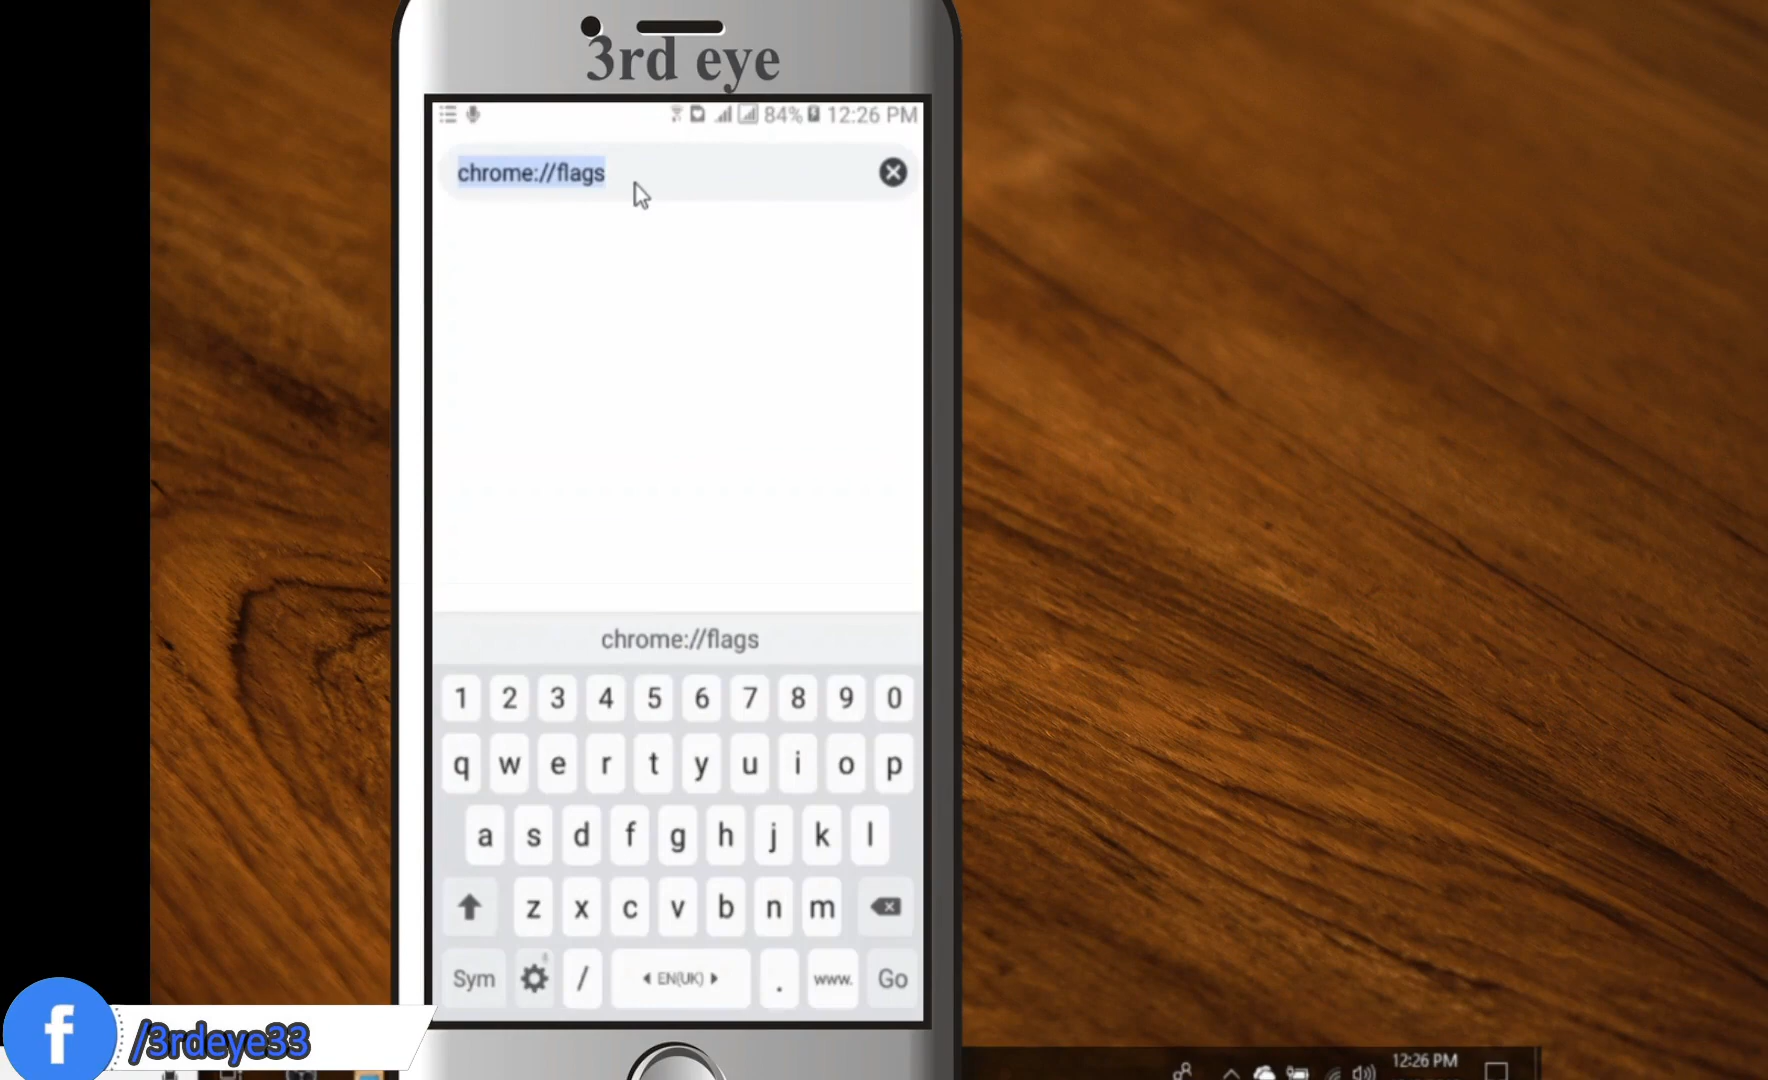 3rd eye
84% 12:26 PM
chrome://flags
chrome://flags
1 2 3 4 5 6 7 8 9 0
q w e r t y u i o p
a s d f g h j k l
z x c v b n m
Sym / EN(UK) . www. Go
f /3rdeye33
12:26 PM